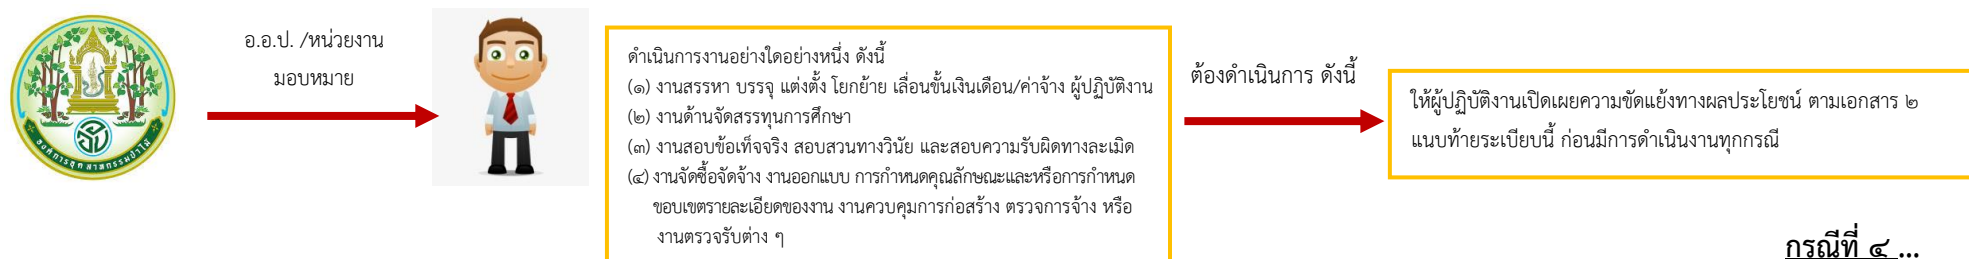 องค์การอุตสาหกรรมป่าไม้
อ.อ.ป. /หน่วยงาน
มอบหมาย
ดำเนินการงานอย่างใดอย่างหนึ่ง ดังนี้
(๑) งานสรรหา บรรจุ แต่งตั้ง โยกย้าย เลื่อนขั้นเงินเดือน/ค่าจ้าง ผู้ปฏิบัติงาน
(๒) งานด้านจัดสรรทุนการศึกษา
(๓) งานสอบข้อเท็จจริง สอบสวนทางวินัย และสอบความรับผิดทางละเมิด
(๔) งานจัดซื้อจัดจ้าง งานออกแบบ การกำหนดคุณลักษณะและหรือการกำหนด
ขอบเขตรายละเอียดของงาน งานควบคุมการก่อสร้าง ตรวจการจ้าง หรือ
งานตรวจรับต่าง ๆ
ต้องดำเนินการ ดังนี้
ให้ผู้ปฏิบัติงานเปิดเผยความขัดแย้งทางผลประโยชน์ ตามเอกสาร ๒
แนบท้ายระเบียบนี้ ก่อนมีการดำเนินงานทุกกรณี
กรณีที่ ๔ ...